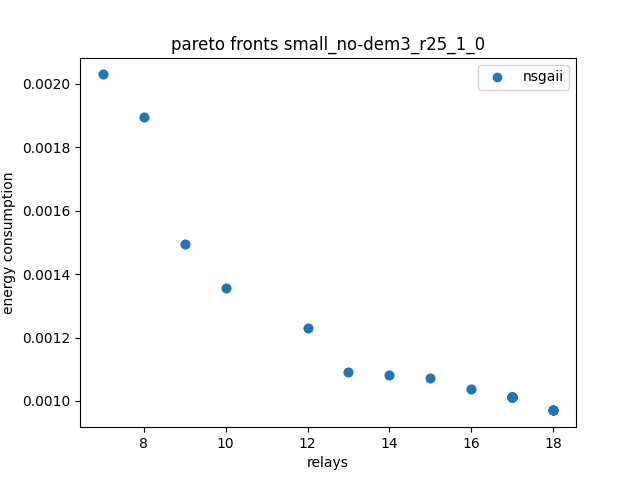 pareto fronts small_no-dem3_r25_1_0
nsgaii
0.0020
0.0018
0.0016
0.0014
0.0012
0.0010
energy consumption
8 10 12 14 16 18
relays